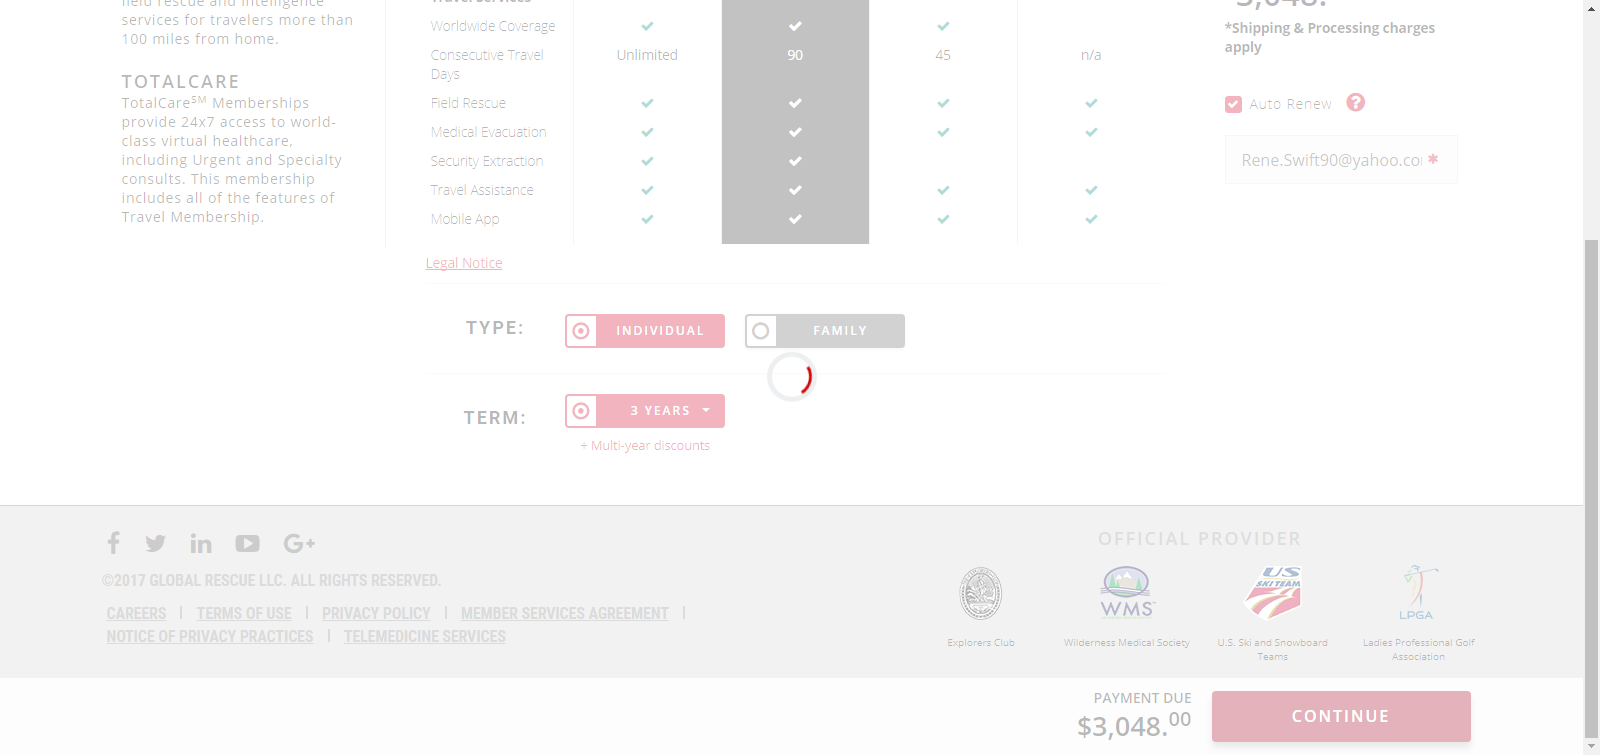 field rescue and intelligence
services for travelers more than
100 miles from home.
TOTALCARE
TotalCareSM Memberships
provide 24x7 access to world-
class virtual healthcare,
including Urgent and Specialty
consults. This membership
includes all of the features of
Travel Membership.
Travel Services
Worldwide Coverage
Consecutive Travel Unlimited 90 45 n/a
Days
Field Rescue
Medical Evacuation
Security Extraction
Travel Assistance
Mobile App
Legal Notice
TYPE: INDIVIDUAL FAMILY
TERM: 3 YEARS
+ Multi-year discounts
3,048.
*Shipping & Processing charges
apply
Auto Renew ?
Rene.Swift90@yahoo.co *
©2017 GLOBAL RESCUE LLC. ALL RIGHTS RESERVED.
CAREERS | TERMS OF USE | PRIVACY POLICY | MEMBER SERVICES AGREEMENT |
NOTICE OF PRIVACY PRACTICES | TELEMEDICINE SERVICES
OFFICIAL PROVIDER
WMS
US
SKI TEAM
LPGA
Explorers Club
Wilderness Medical Society
U.S. Ski and Snowboard
Teams
Ladies Professional Golf
Association
PAYMENT DUE
$3,048.00
CONTINUE